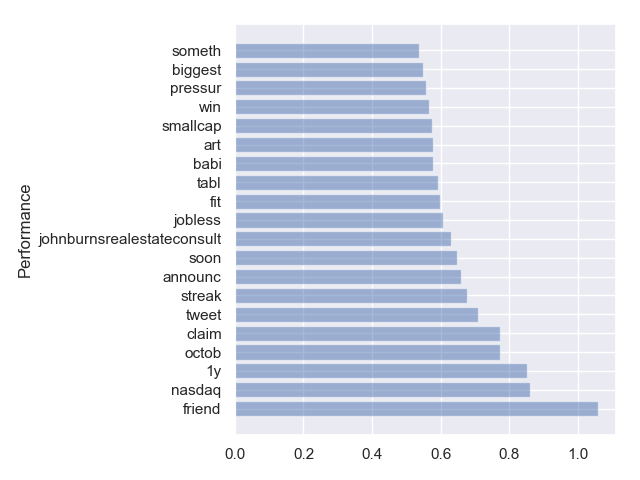 someth
biggest
pressur
win
smallcap
art
babi
tabl
fit
jobless
johnburnsrealestateconsult
soon
announc
streak
tweet
claim
octob
1y
nasdaq
friend
Performance
0.0 0.2 0.4 0.6 0.8 1.0